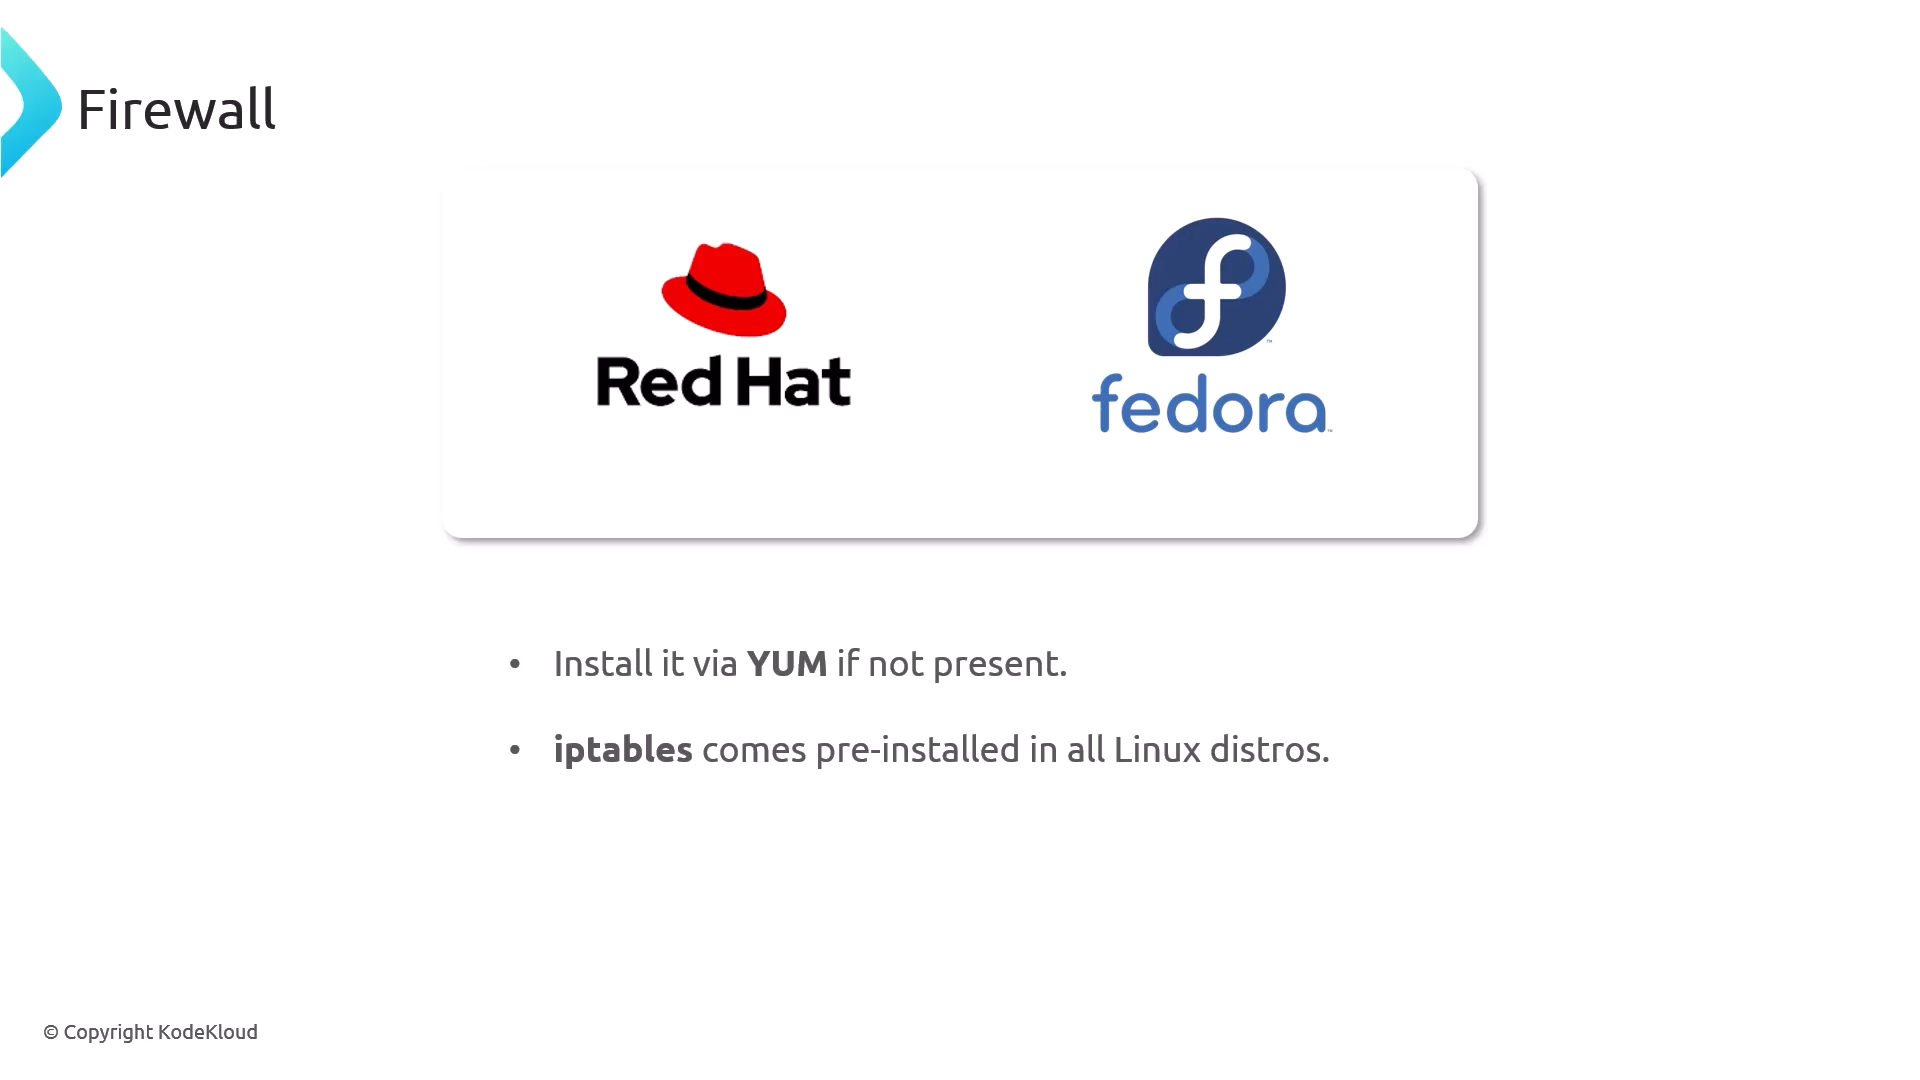 Firewall
Red Hat
fedora
• Install it via YUM if not present.
• iptables comes pre-installed in all Linux distros.
© Copyright KodeKloud